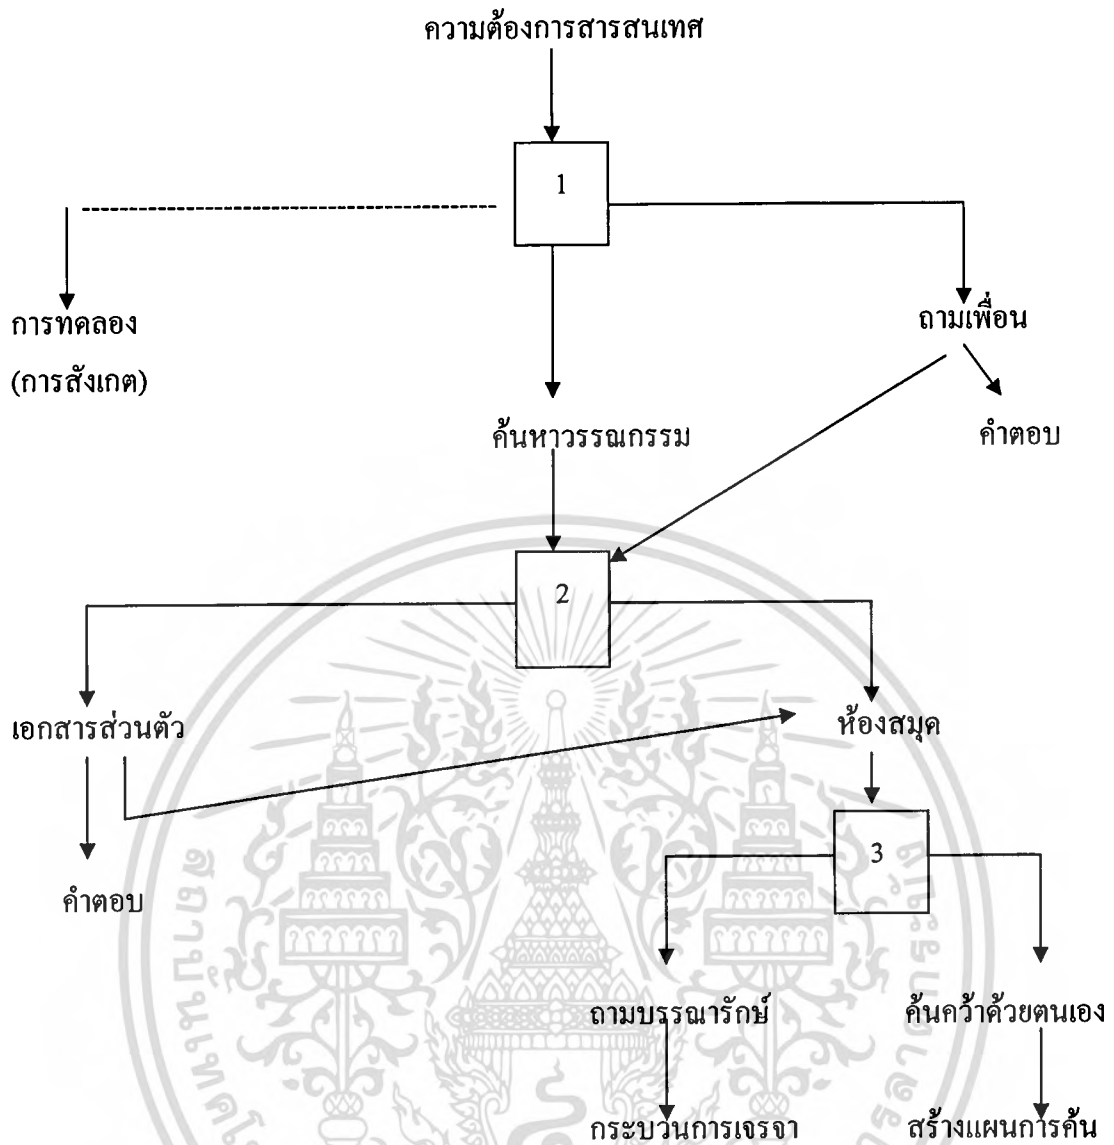 ความต้องการสารสนเทศ
1
การทดลอง
(การสังเกต)
ถามเพื่อน
คำตอบ
ค้นหาวรรณกรรม
2
เอกสารส่วนตัว
ห้องสมุด
3
คำตอบ
ถามบรรณารักษ์
ค้นคว้าด้วยตนเอง
กระบวนการเจรจา
สร้างแผนการค้น